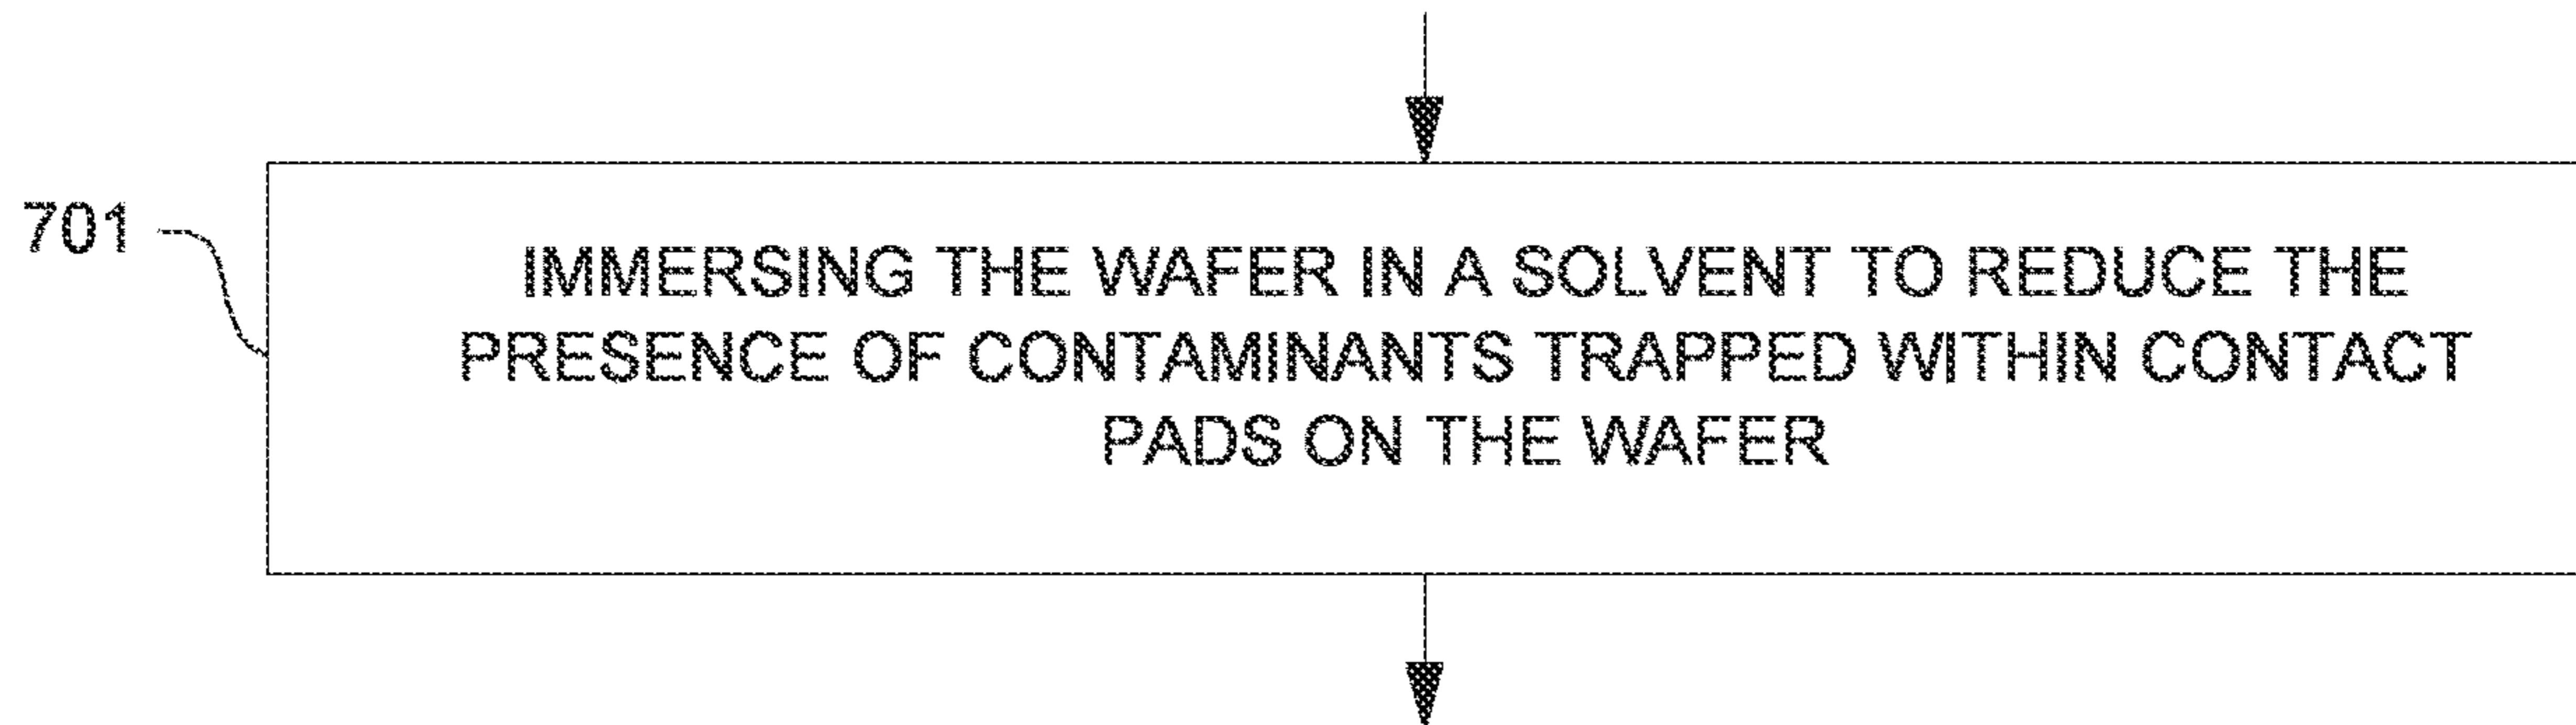 701
IMMERSING THE WAFER IN A SOLVENT TO REDUCE THE
PRESENCE OF CONTAMINANTS TRAPPED WITHIN CONTACT
PADS ON THE WAFER